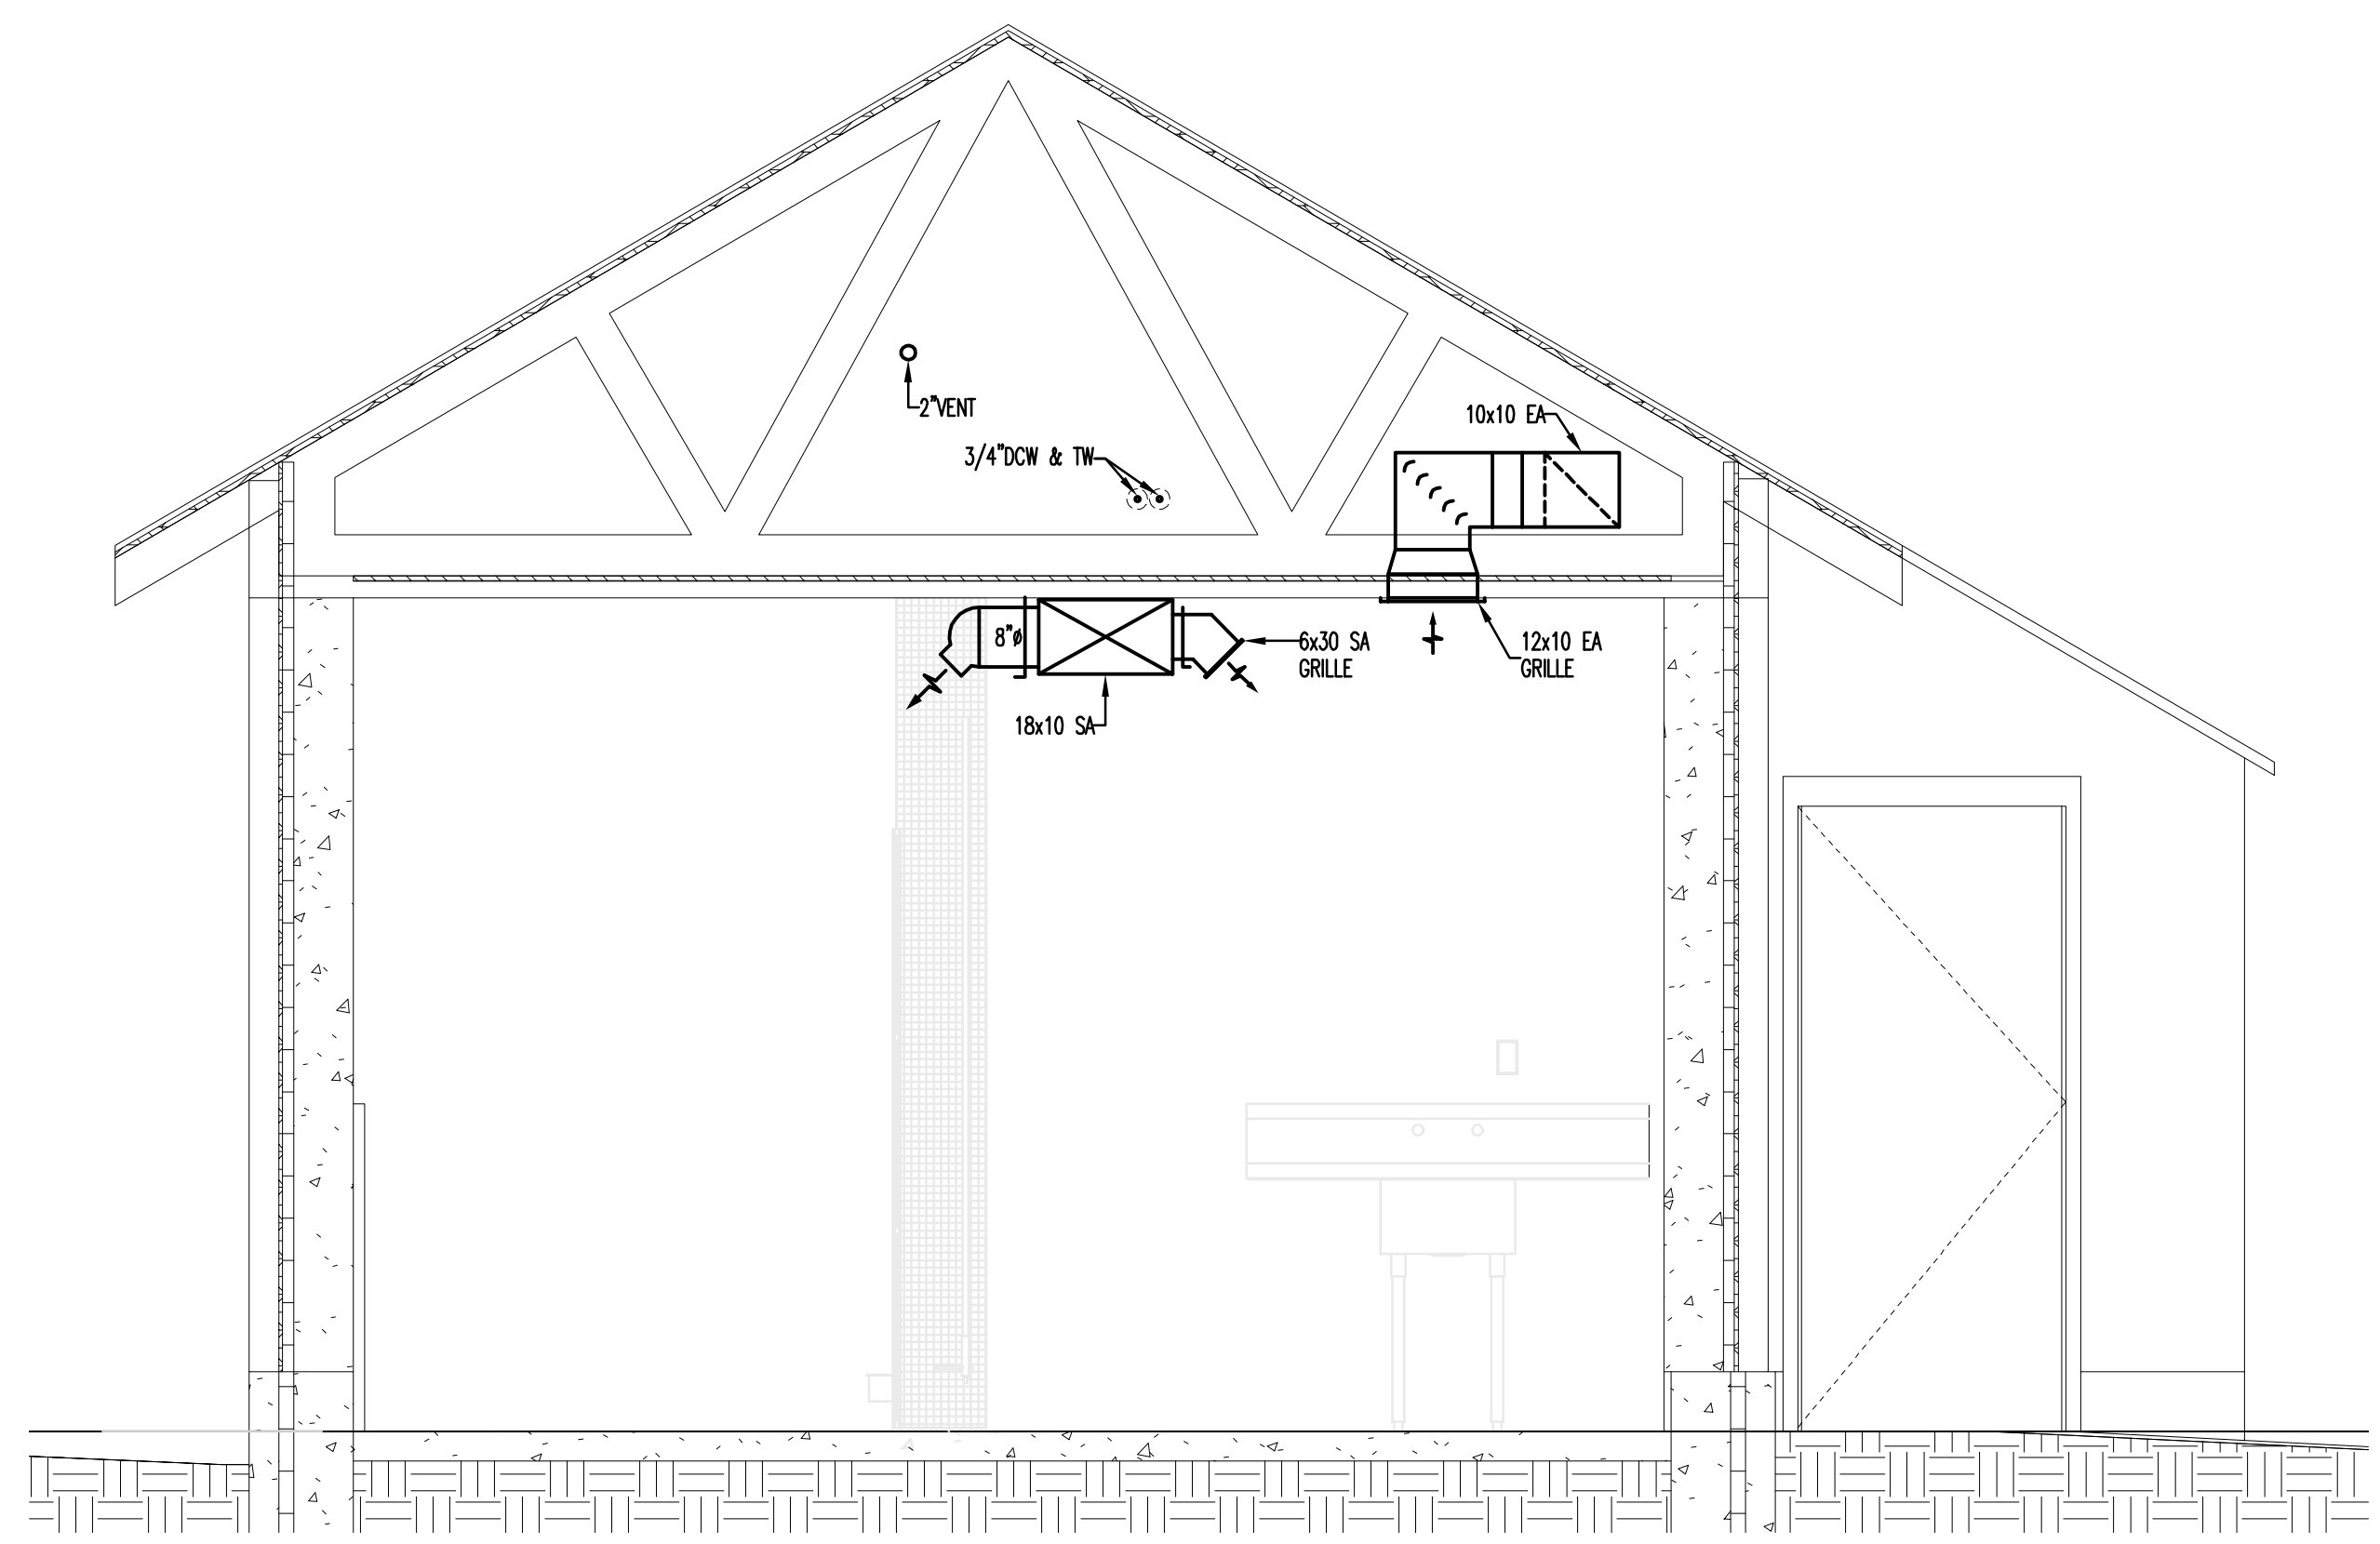 2"VENT
3/4"DCW & TW
10x10 EA
8"ø
6x30 SA
GRILLE
12x10 EA
GRILLE
18x10 SA